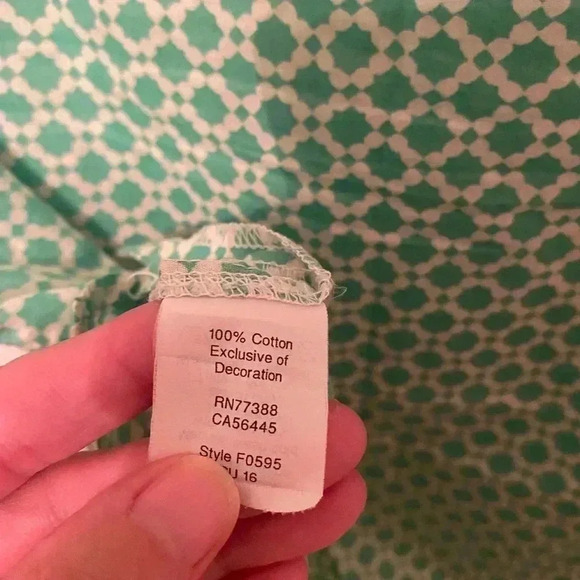 100% Cotton
Exclusive of
Decoration
RN77388
CA56445
Style F0595
16